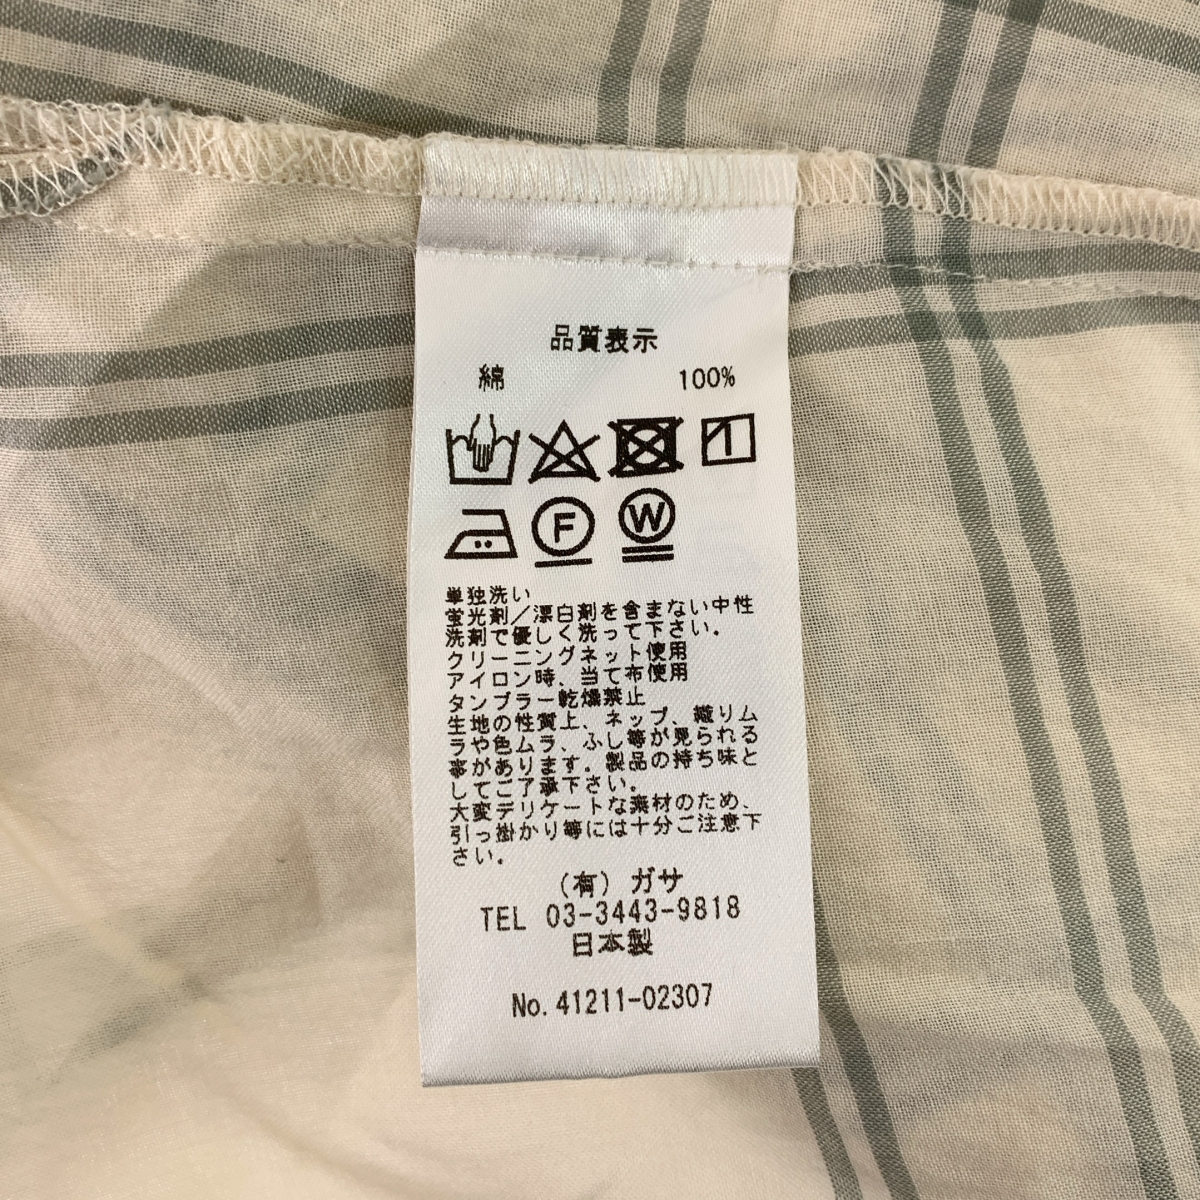 品質表示
綿 100%
F W
単独洗い
蛍光剤／漂白剤を含まない中性
洗剤で優しく洗って下さい。
クリーニングネット使用
アイロン時、当て布使用
タンブラー乾燥禁止
生地の性質上、ネップ、織りム
ラや色ムラ、ふし等が見られる
事があります。製品の持ち味と
してご了承下さい。
大変デリケートな素材のため、
引っ掛かり等には十分ご注意下
さい。
(有) ガサ
TEL 03-3443-9818
日本製
No. 41211-02307